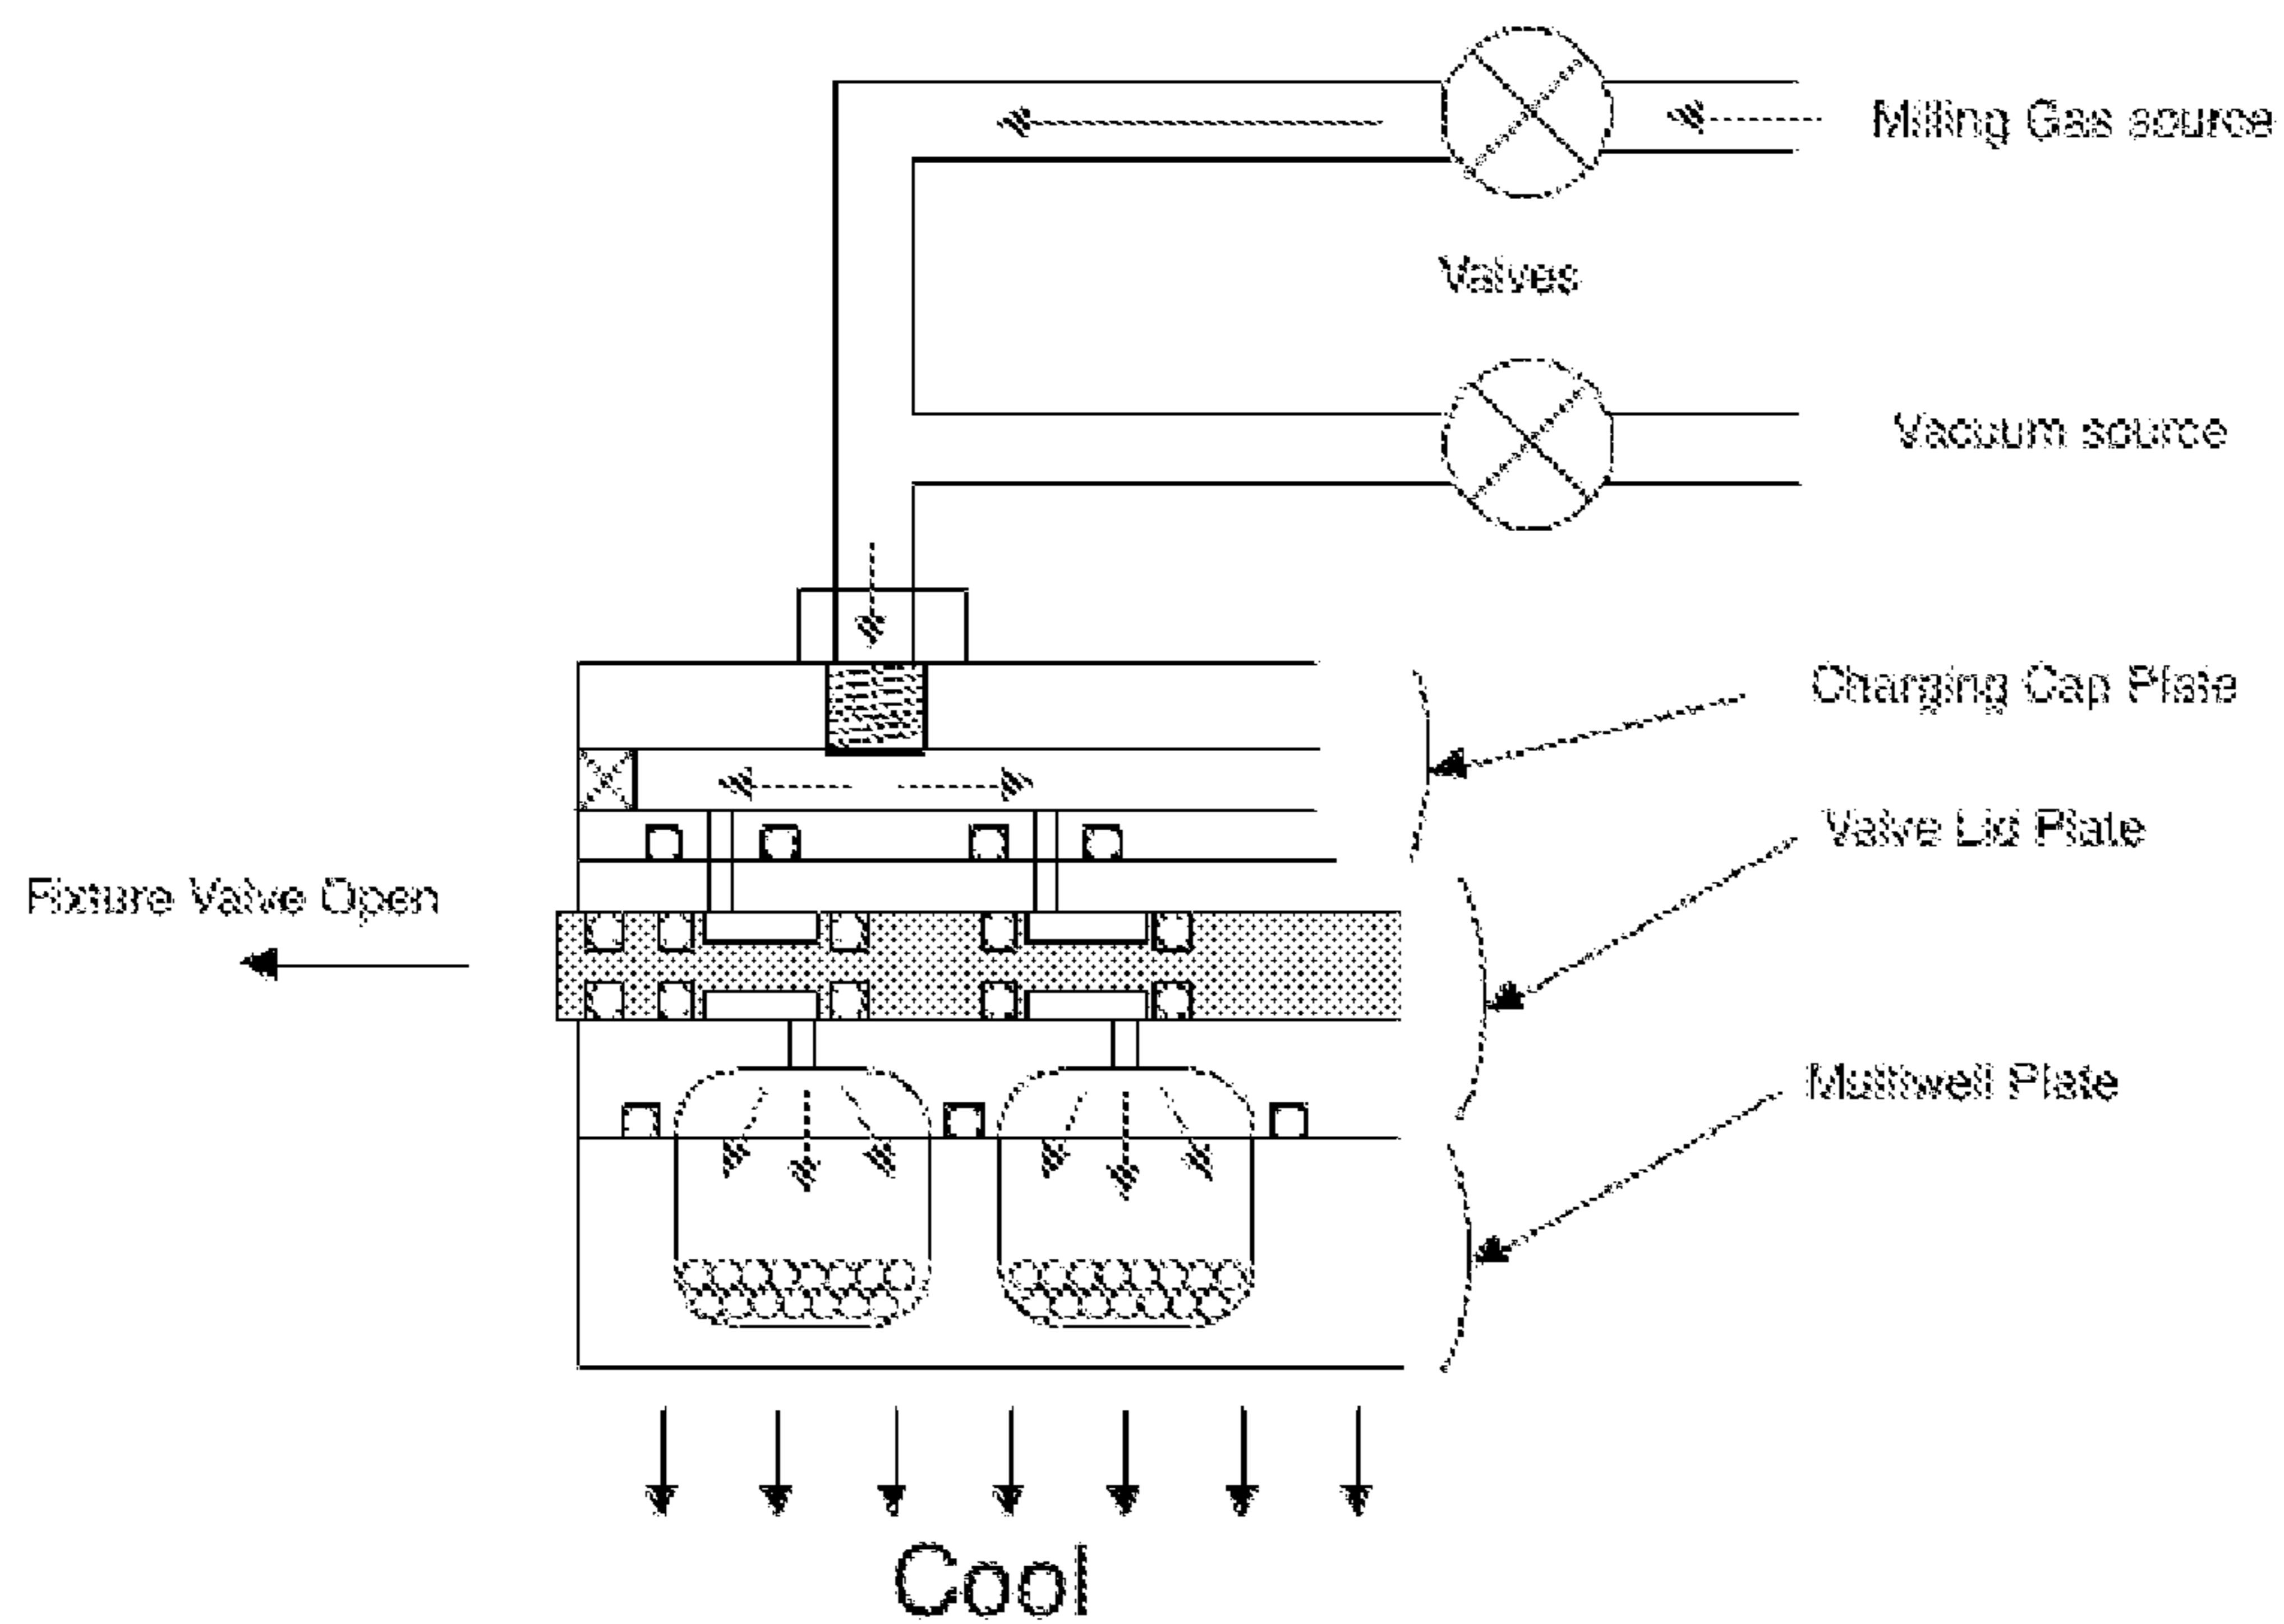 Milling Gas source
Valves
Vacuum source
Charging Cap Plate
Valve Lid Plate
Fixture Valve Open
Multiwell Plate
Cool